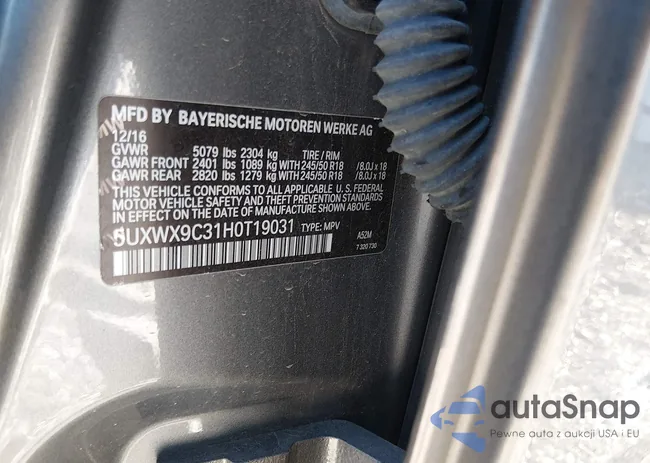 MFD BY BAYERISCHE MOTOREN WERKE AG
12/16
GVWR 5079 lbs 2304 kg TIRE / RIM
GAWR FRONT 2401 lbs 1089 kg WITH 245/50 R18 /8.0J x 18
GAWR REAR 2820 lbs 1279 kg WITH 245/50 R18 /8.0J x 18
THIS VEHICLE CONFORMS TO ALL APPLICABLE U.S. FEDERAL
MOTOR VEHICLE SAFETY AND THEFT PREVENTION
STANDARDS IN EFFECT ON THE DATE OF MANUFACTURE
SHOWN ABOVE.
5UXWX9C31H0T19031 TYPE: MPV A52M
7 320 730
autaSnap
Pewne auta z aukcji USA i EU